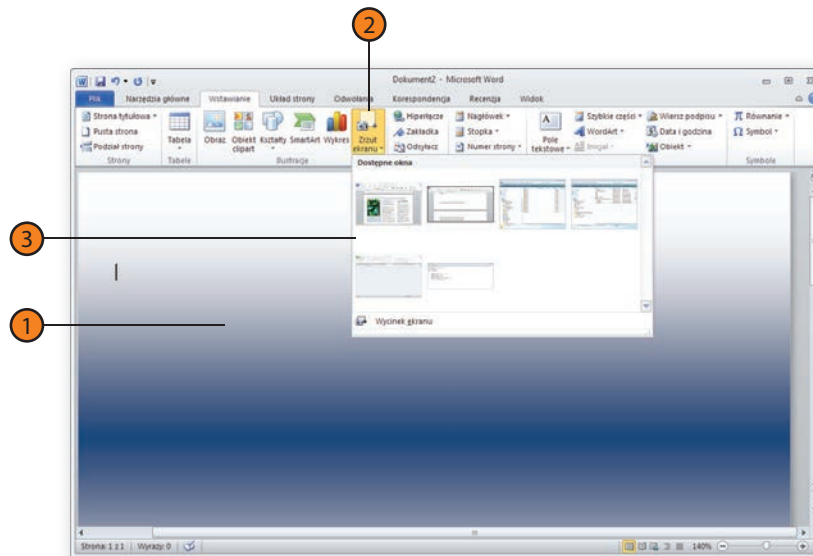 2
Dokument2 - Microsoft Word
Plik Narzędzia główne Wstawianie Układ strony Odwołania Korespondencja Recenzja Widok
Strona tytułowa
Pusta strona
Podział strony
Strony
Tabela
Tabele
Obraz
Obiekt clipart
Kształty
SmartArt
Wykres
Zrzut ekranu
Ilustracje
Hiperłącze
Zakładka
Odsyłacz
Nagłówek
Stopka
Numer strony
Pole tekstowe
Szybkie części
WordArt
Inicjał
Wiersz podpisu
Data i godzina
Obiekt
Równanie
Symbol
Symbole
Dostępne okna
3
1
Wycinek ekranu
Strona: 1 z 1 Wyrazy: 0
140%